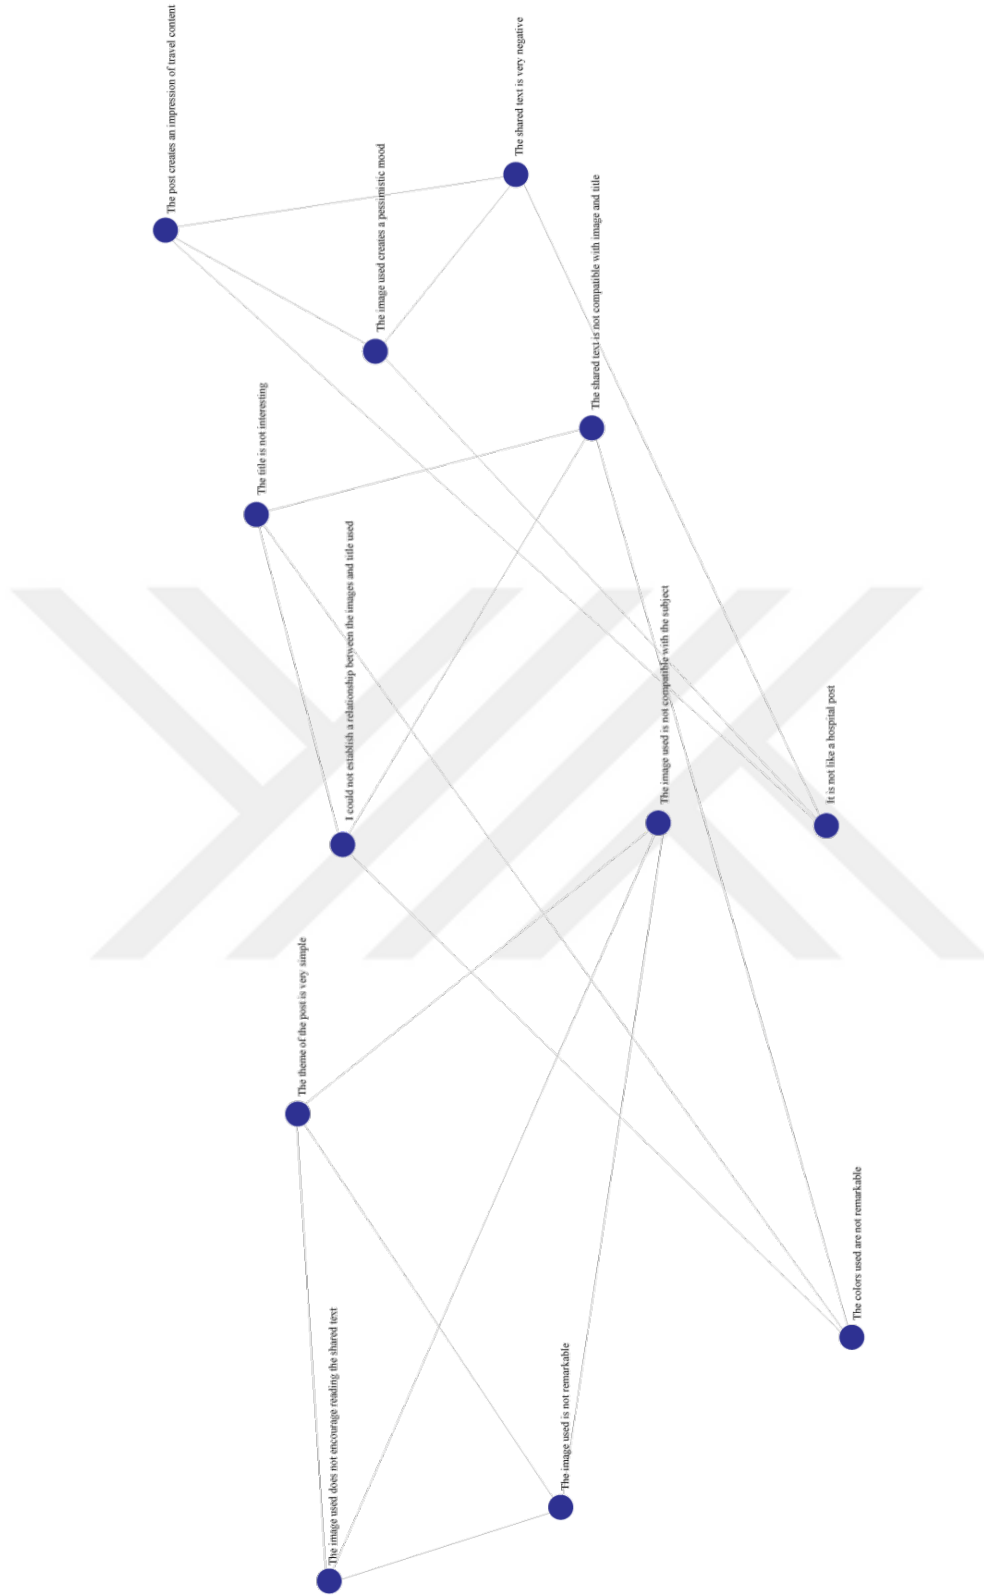 The post creates an impression of travel content
The shared text is very negative
The image used creates a pessimistic mood
The shared text is not compatible with image and title
The title is not interesting
I could not establish a relationship between the images and title used
The image used is not compatible with the subject
It is not like a hospital post
The theme of the post is very simple
The colors used are not remarkable
The image used does not encourage reading the shared text
The image used is not remarkable